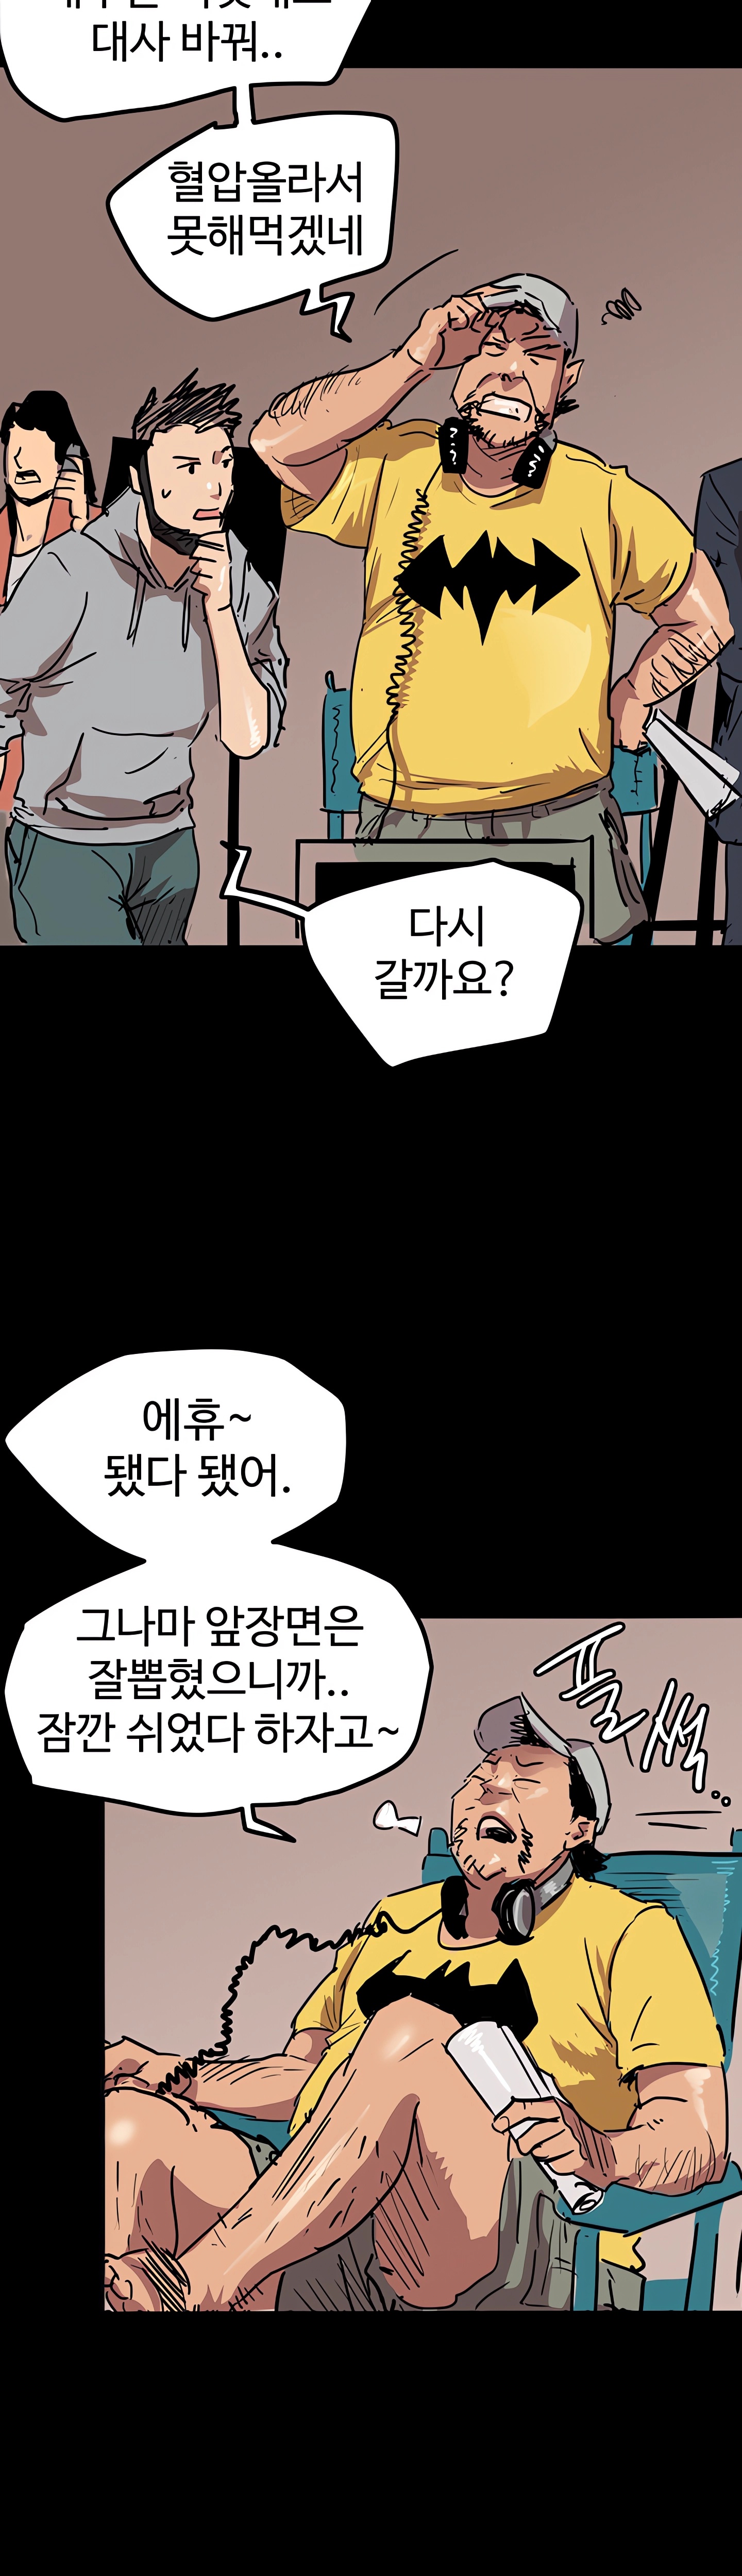 대사 바꿔..
혈압올라서
못해먹겠네
다시
갈까요?
에휴~
됐다 됐어.
그나마 앞장면은
잘뽑혔으니까..
잠깐 쉬었다 하자고~
풀썩..